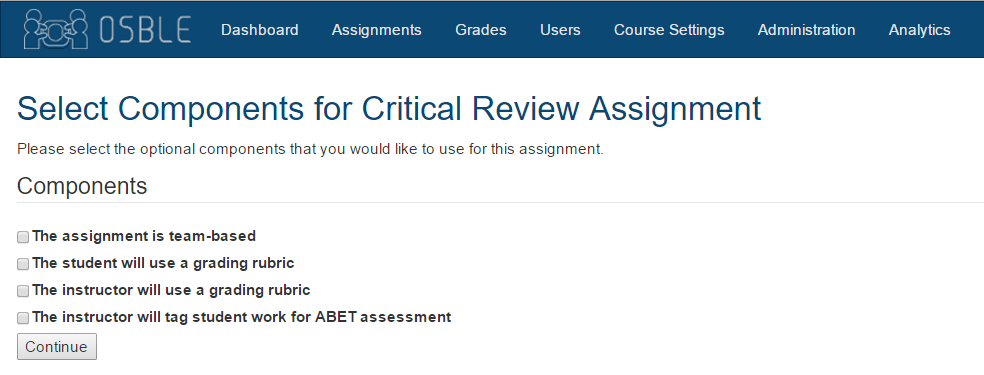 OSBLE Dashboard Assignments Grades Users Course Settings Administration Analytics
Select Components for Critical Review Assignment
Please select the optional components that you would like to use for this assignment.
Components
The assignment is team-based
The student will use a grading rubric
The instructor will use a grading rubric
The instructor will tag student work for ABET assessment
Continue